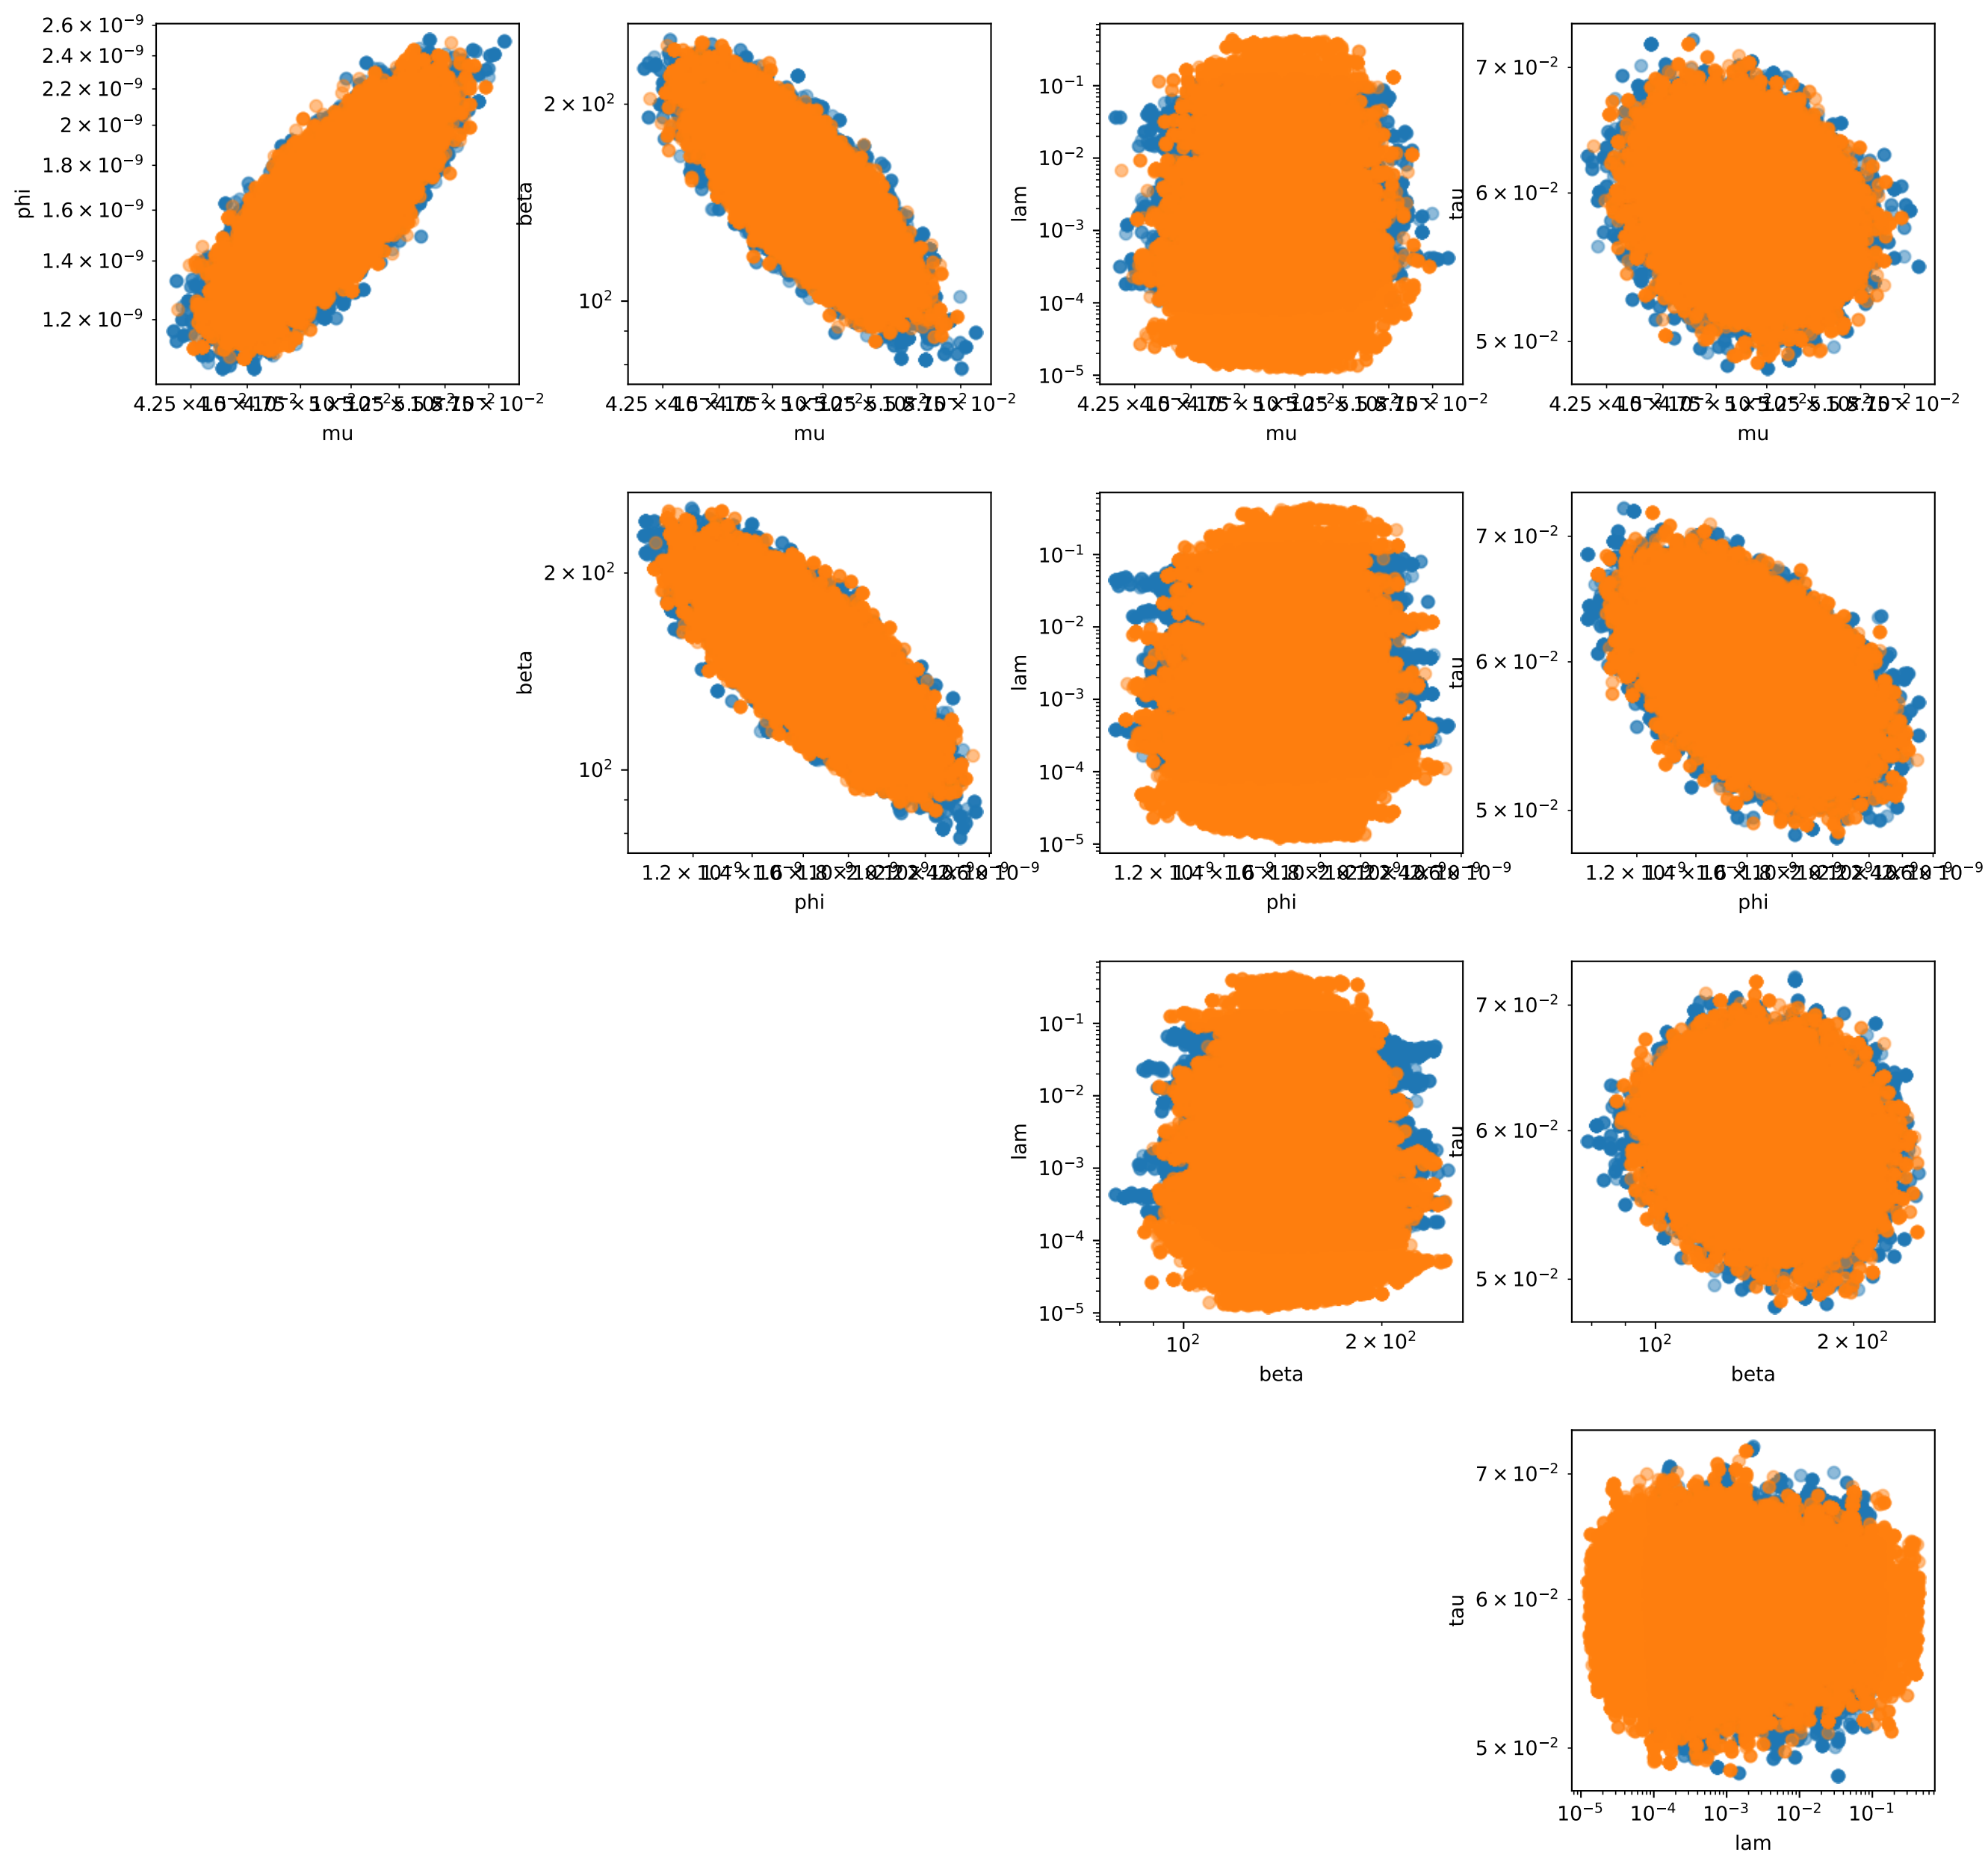 2.6 × 10⁻⁹
2.4 × 10⁻⁹
2.2 × 10⁻⁹
2 × 10⁻⁹
1.8 × 10⁻⁹
1.6 × 10⁻⁹
1.4 × 10⁻⁹
1.2 × 10⁻⁹
phi
mu
2 × 10²
10²
beta
mu
10⁻¹
10⁻²
10⁻³
10⁻⁴
10⁻⁵
lam
mu
7 × 10⁻²
6 × 10⁻²
5 × 10⁻²
tau
mu
2 × 10²
10²
beta
phi
10⁻¹
10⁻²
10⁻³
10⁻⁴
10⁻⁵
lam
phi
7 × 10⁻²
6 × 10⁻²
5 × 10⁻²
tau
phi
10⁻¹
10⁻²
10⁻³
10⁻⁴
10⁻⁵
lam
10² 2 × 10²
beta
7 × 10⁻²
6 × 10⁻²
5 × 10⁻²
tau
10² 2 × 10²
beta
7 × 10⁻²
6 × 10⁻²
5 × 10⁻²
tau
10⁻⁵ 10⁻⁴ 10⁻³ 10⁻² 10⁻¹
lam